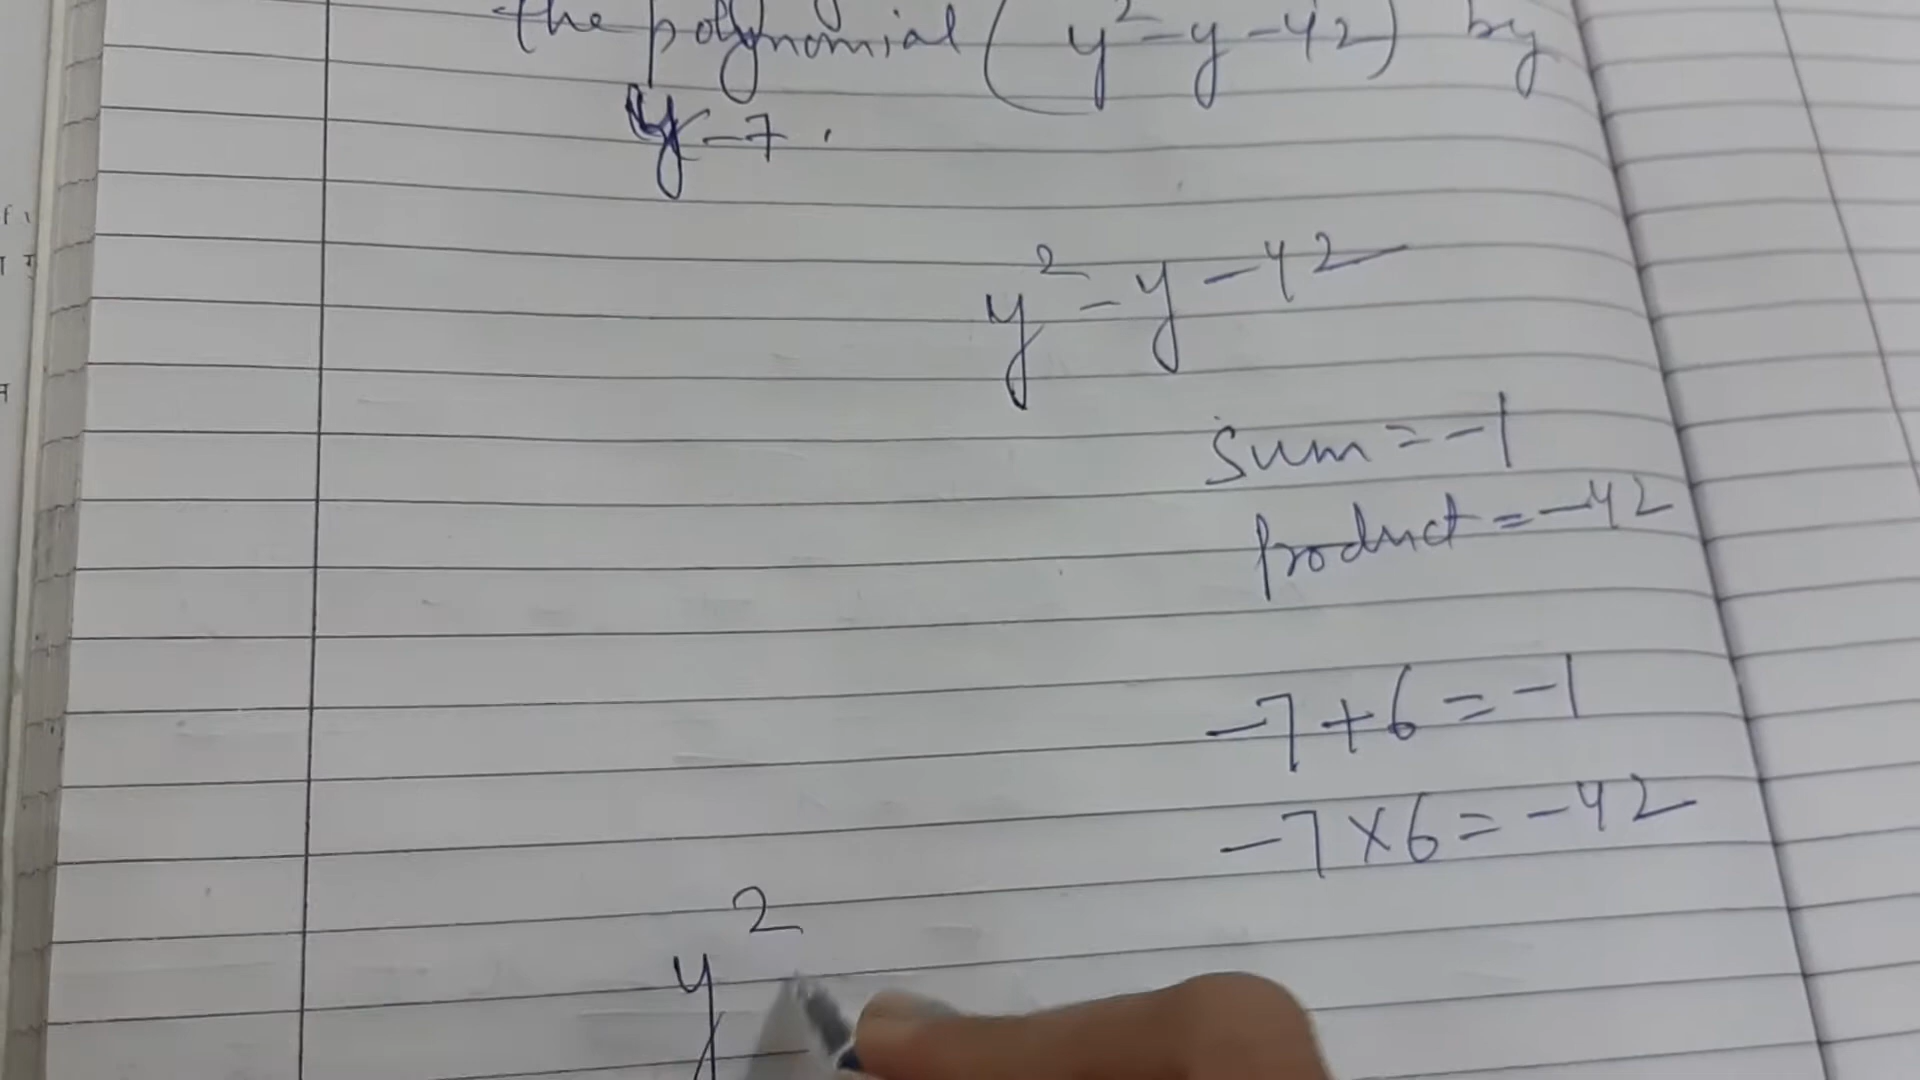 the polynomial (y² - y - 42) by
y - 7 .
y² - y - 42
Sum = -1
Product = -42
-7 + 6 = -1
-7 × 6 = -42
y²